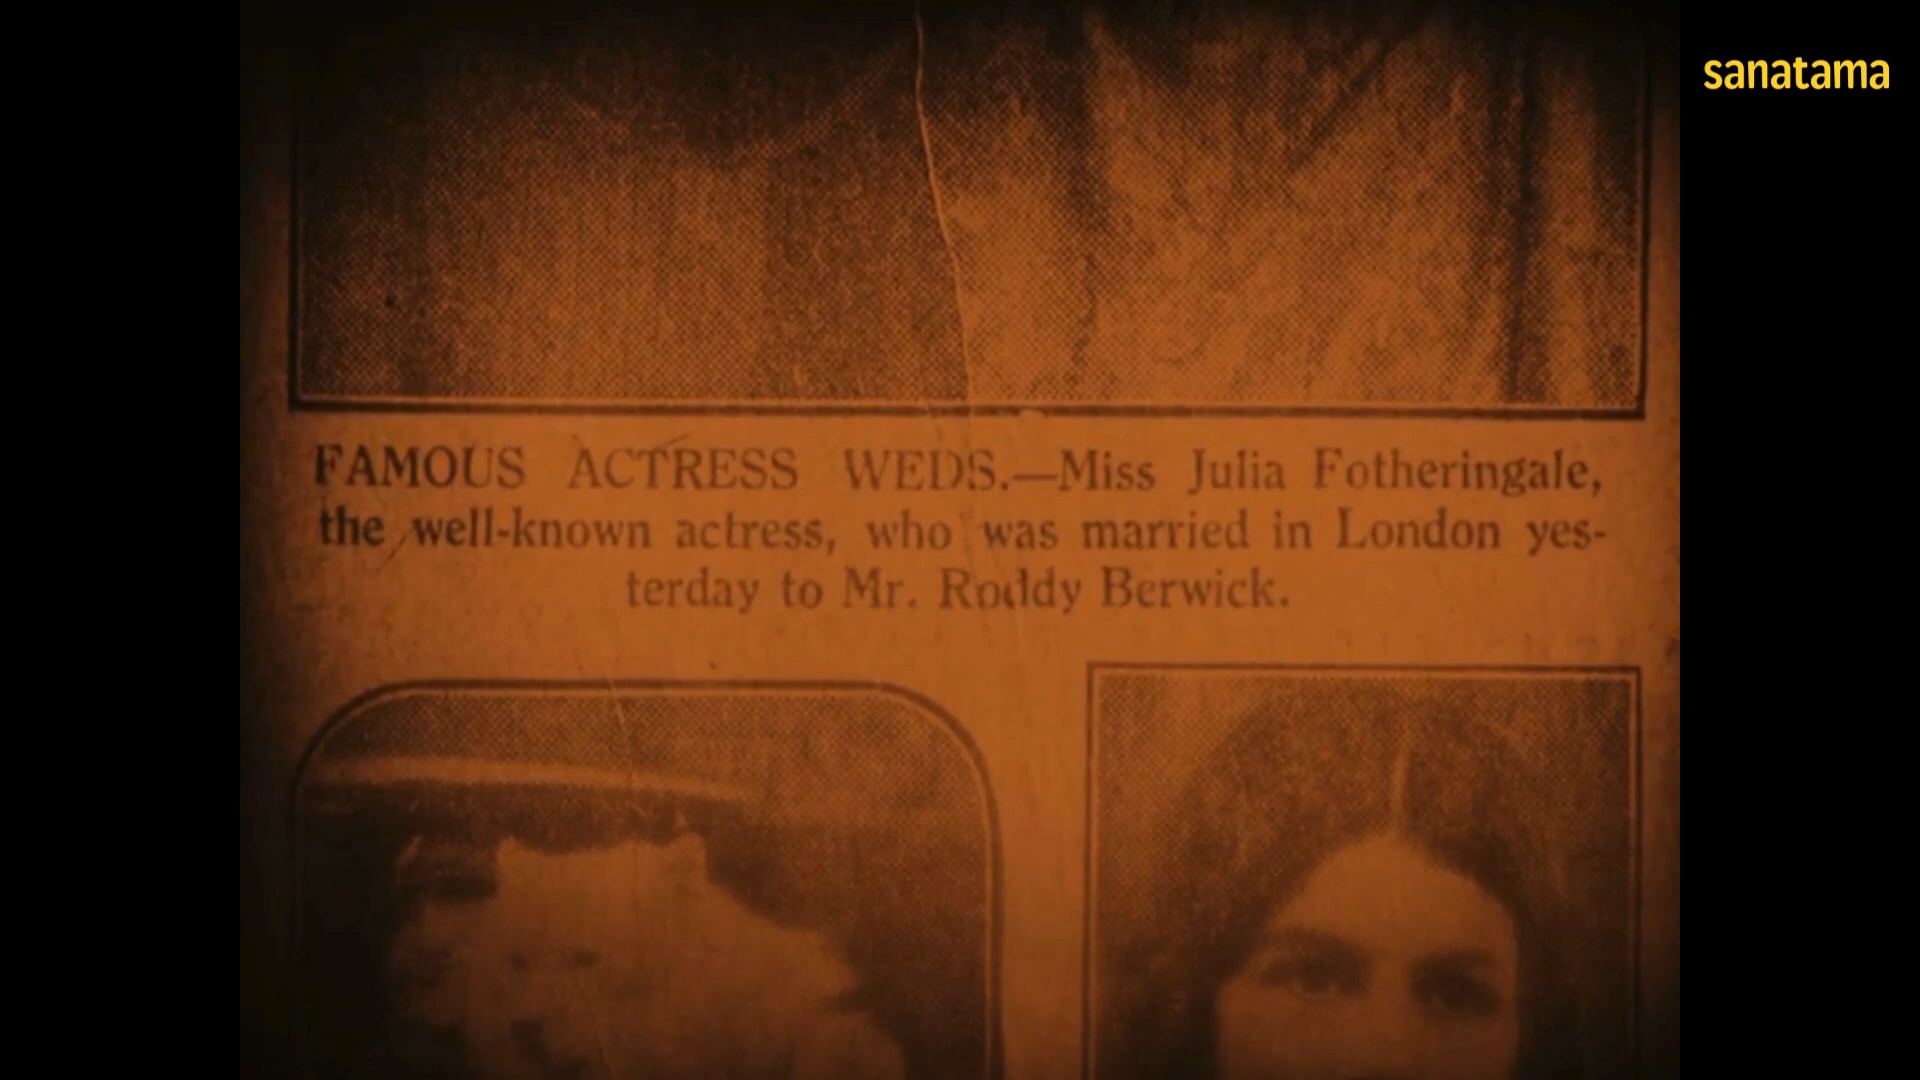 sanatama
FAMOUS ACTRESS WEDS.—Miss Julia Fotheringale,
the well-known actress, who was married in London yes-
terday to Mr. Roddy Berwick.